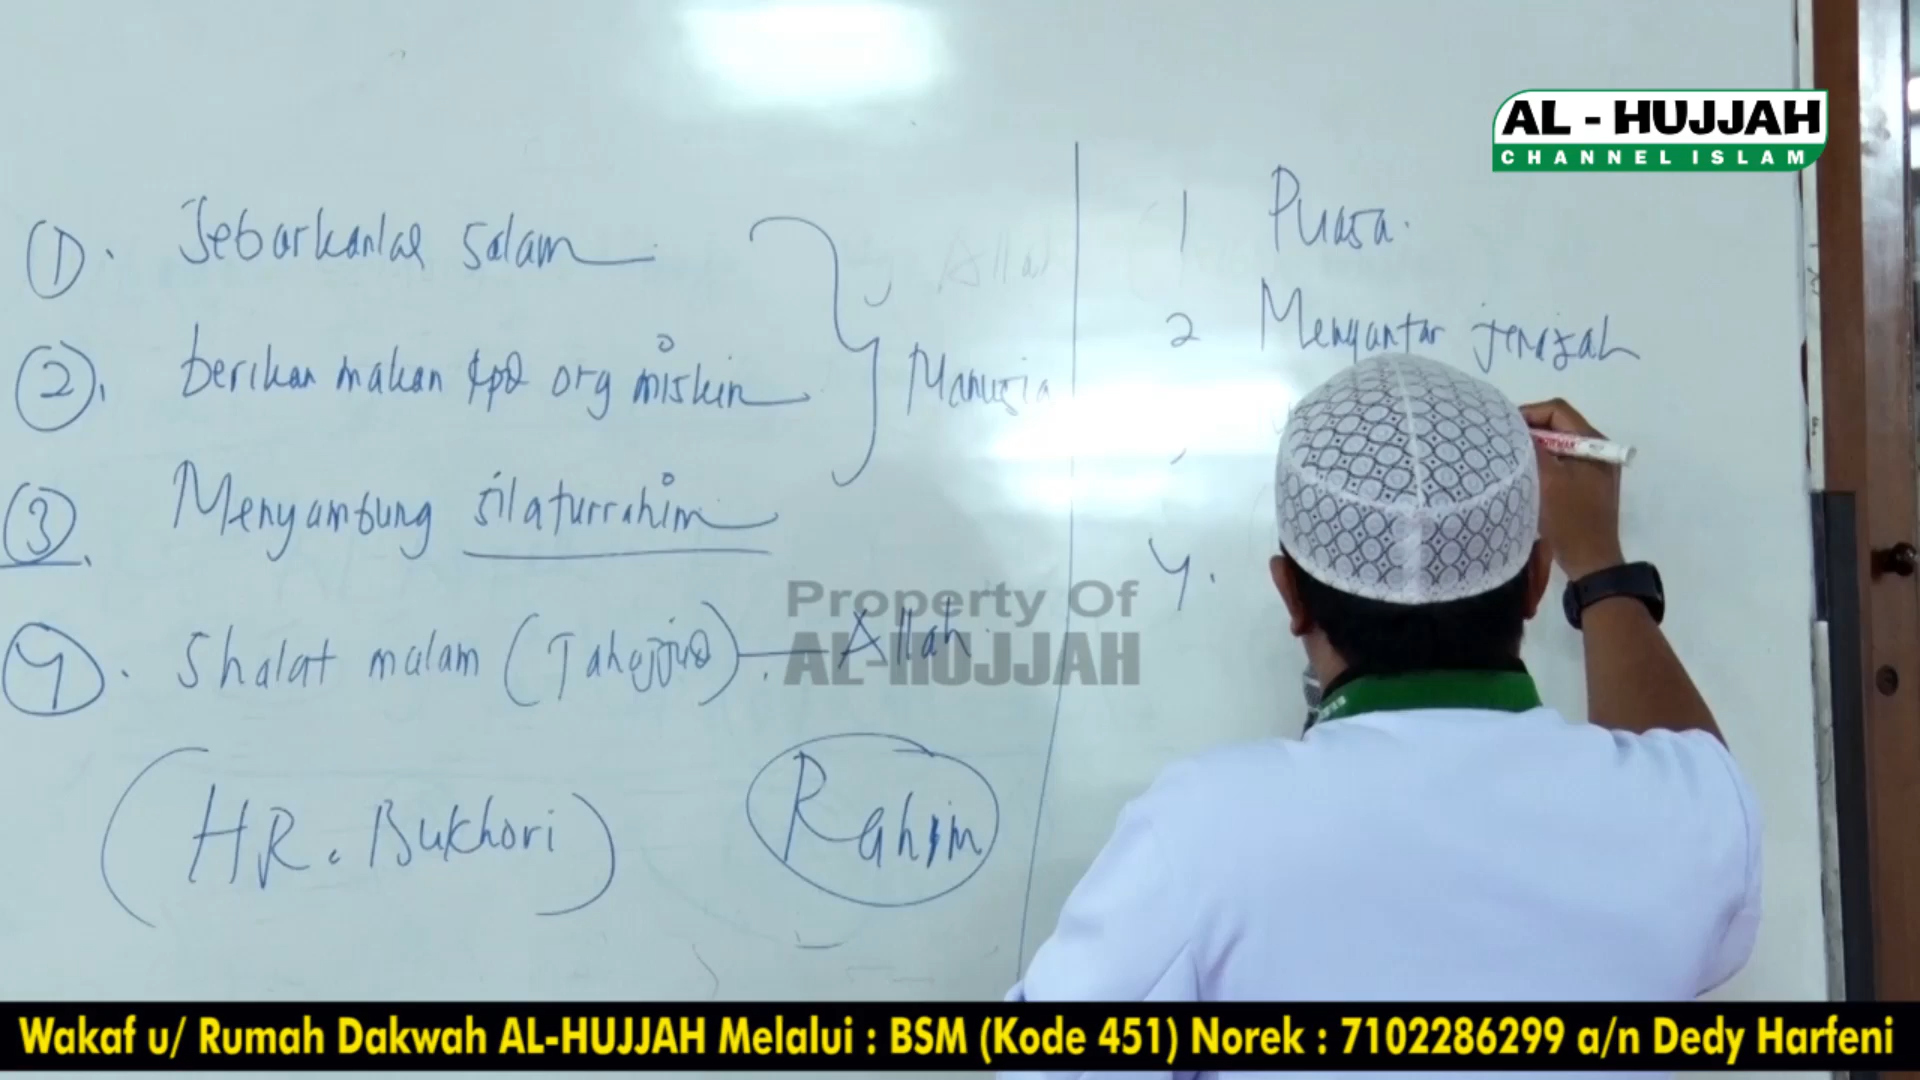 AL - HUJJAH
CHANNEL ISLAM
1. Sebarkanlah salam
2. berikan makan kpd org miskin
Manusia
3. Menyambung silaturrahim
4. Shalat malam (Tahajjud) — Allah
(HR. Bukhori)
Rahim
1 Puasa.
2 Mengantar jenazah
4.
Property Of
AL-HUJJAH
Wakaf u/ Rumah Dakwah AL-HUJJAH Melalui : BSM (Kode 451) Norek : 7102286299 a/n Dedy Harfeni